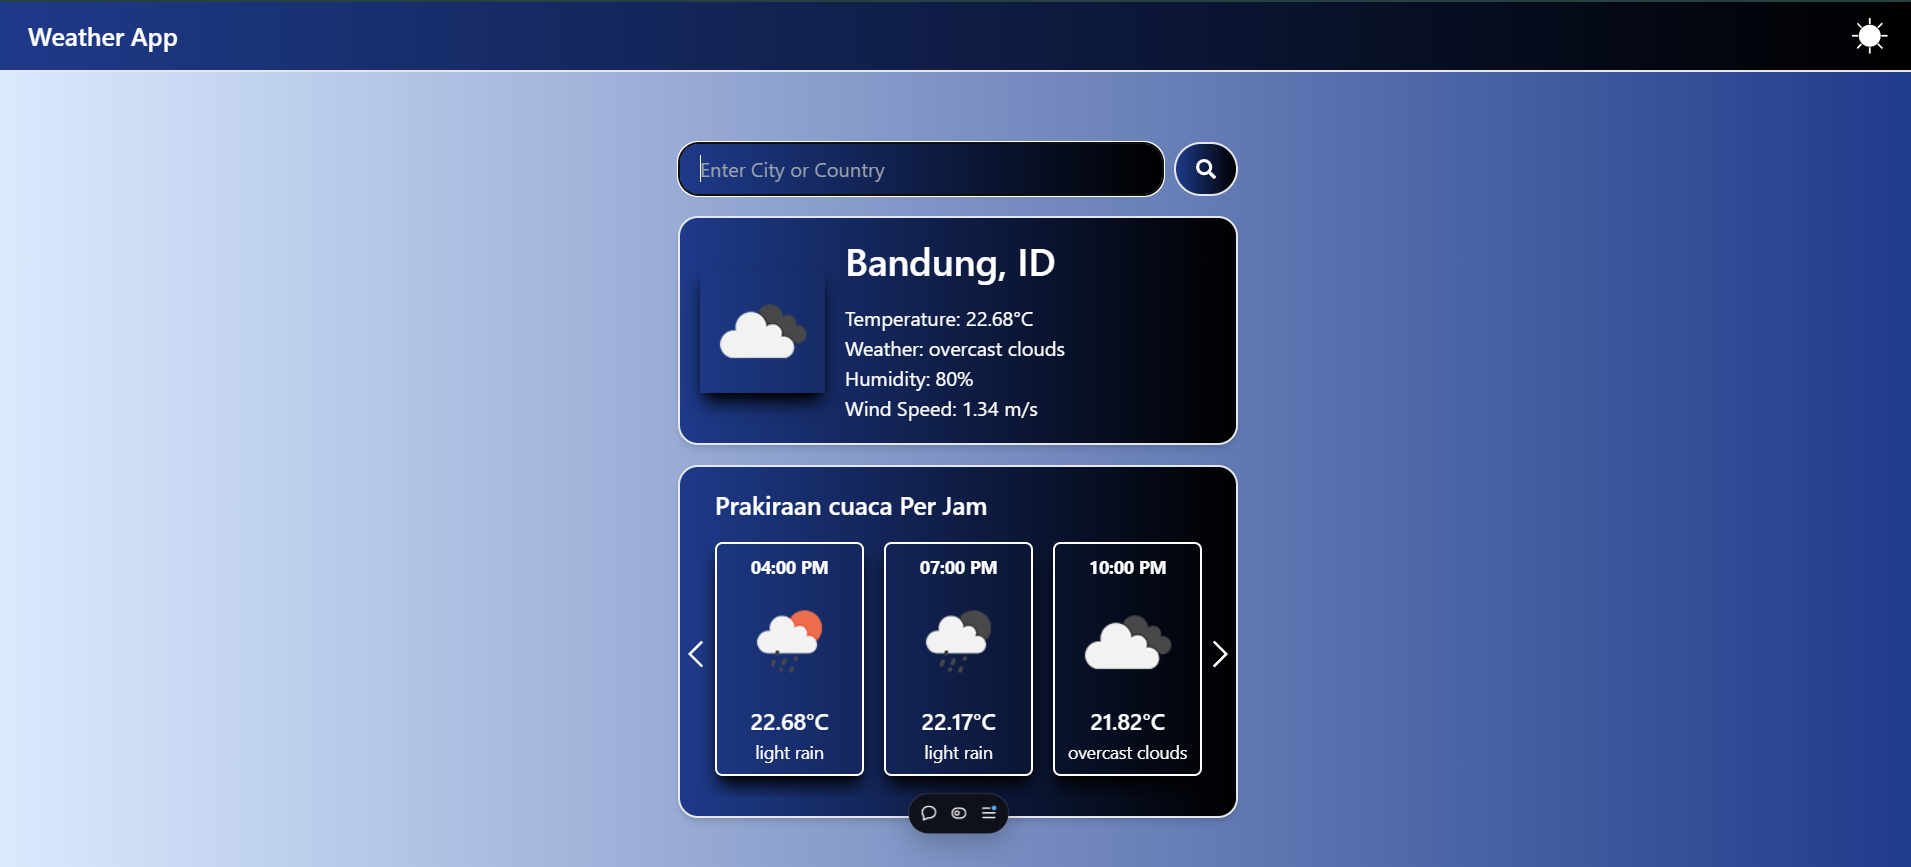 Weather App
Enter City or Country
Bandung, ID
Temperature: 22.68°C
Weather: overcast clouds
Humidity: 80%
Wind Speed: 1.34 m/s
Prakiraan cuaca Per Jam
04:00 PM
22.68°C
light rain
07:00 PM
22.17°C
light rain
10:00 PM
21.82°C
overcast clouds